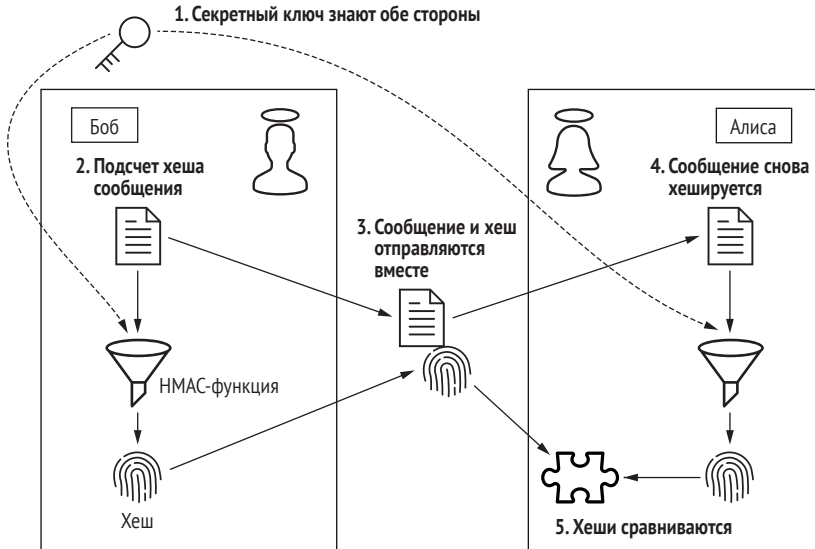 1. Секретный ключ знают обе стороны
Боб
Алиса
2. Подсчет хеша
сообщения
4. Сообщение снова
хешируется
3. Сообщение и хеш
отправляются
вместе
НМАС-функция
Хеш
5. Хеши сравниваются